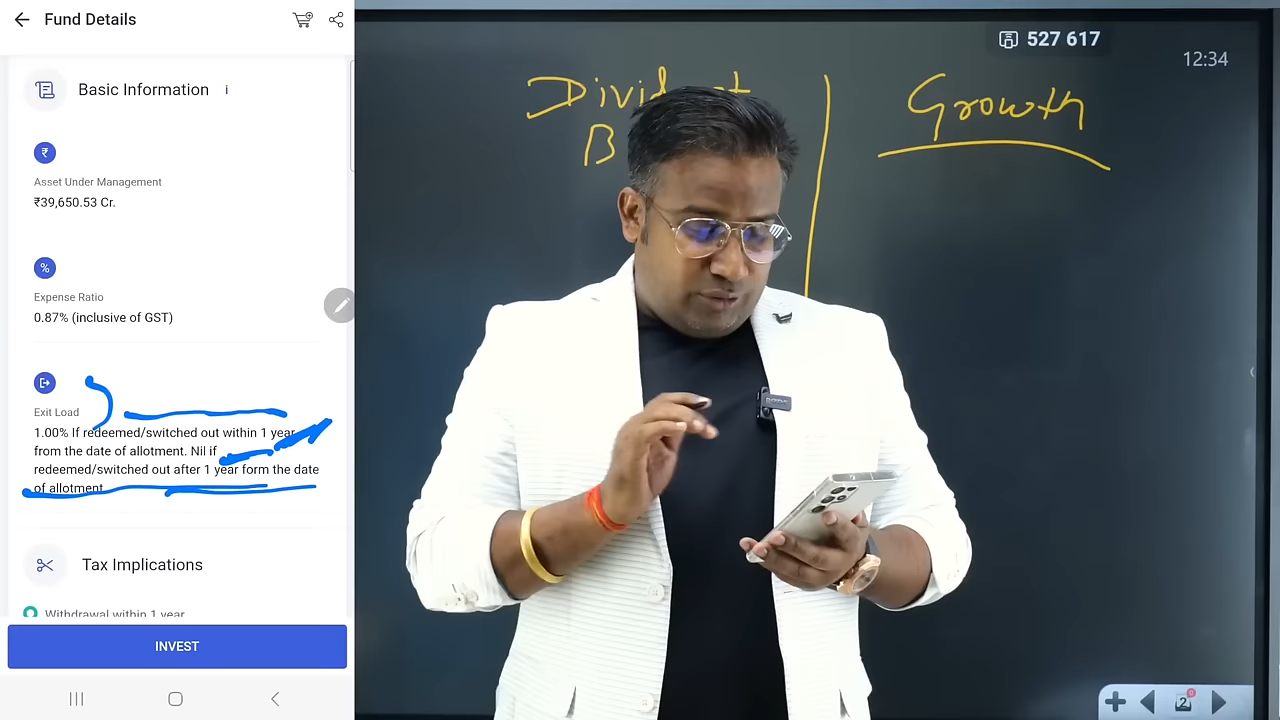 Fund Details
Basic Information i
₹
Asset Under Management
₹39,650.53 Cr.
%
Expense Ratio
0.87% (inclusive of GST)
Exit Load
1.00% If redeemed/switched out within 1 year
from the date of allotment. Nil if
redeemed/switched out after 1 year form the date
of allotment
Tax Implications
Withdrawal within 1 year
INVEST
527 617
12:34
Growth
B
2
0